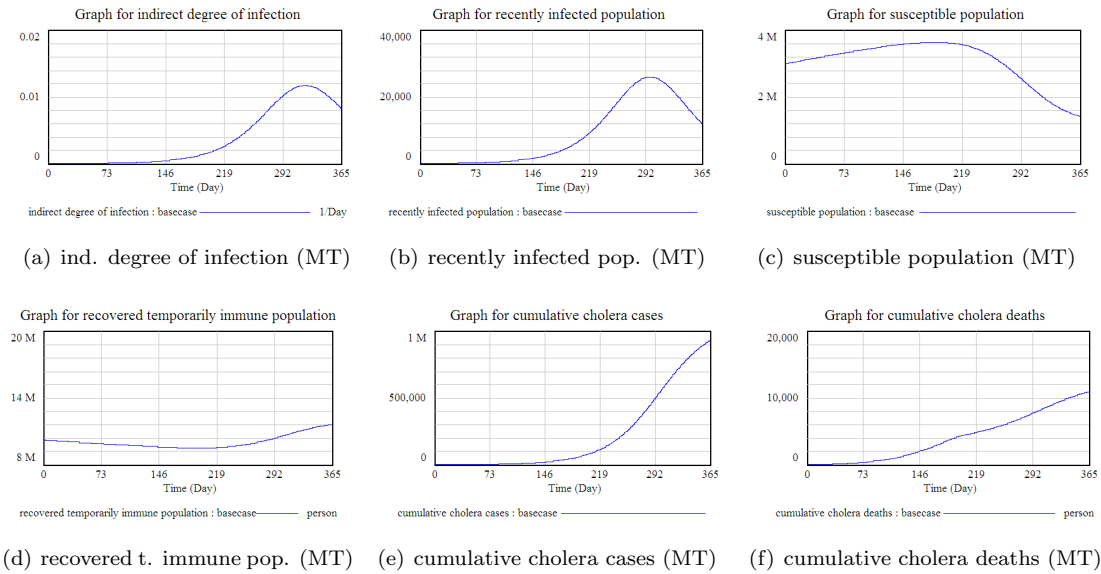 Graph for indirect degree of infection
0.02
0.01
0
0 73 146 219 292 365
Time (Day)
indirect degree of infection : basecase 1/Day
(a) ind. degree of infection (MT)
Graph for recently infected population
40,000
20,000
0
0 73 146 219 292 365
Time (Day)
recently infected population : basecase
(b) recently infected pop. (MT)
Graph for susceptible population
4 M
2 M
0
0 73 146 219 292 365
Time (Day)
susceptible population : basecase
(c) susceptible population (MT)
Graph for recovered temporarily immune population
20 M
14 M
8 M
0 73 146 219 292 365
Time (Day)
recovered temporarily immune population : basecase person
(d) recovered t. immune pop. (MT)
Graph for cumulative cholera cases
1 M
500,000
0
0 73 146 219 292 365
Time (Day)
cumulative cholera cases : basecase
(e) cumulative cholera cases (MT)
Graph for cumulative cholera deaths
20,000
10,000
0
0 73 146 219 292 365
Time (Day)
cumulative cholera deaths : basecase person
(f) cumulative cholera deaths (MT)